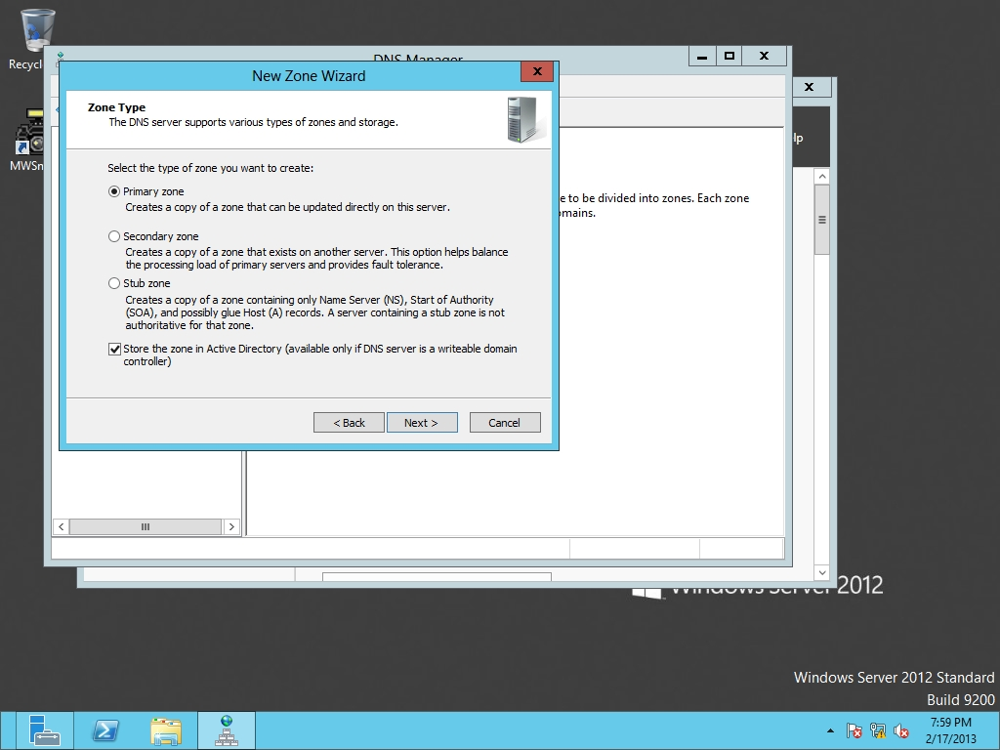 Recycl
DNS Manager
New Zone Wizard
Zone Type
The DNS server supports various types of zones and storage.
lp
MWSn
Select the type of zone you want to create:
Primary zone
Creates a copy of a zone that can be updated directly on this server.
e to be divided into zones. Each zone
omains.
Secondary zone
Creates a copy of a zone that exists on another server. This option helps balance
the processing load of primary servers and provides fault tolerance.
Stub zone
Creates a copy of a zone containing only Name Server (NS), Start of Authority
(SOA), and possibly glue Host (A) records. A server containing a stub zone is not
authoritative for that zone.
Store the zone in Active Directory (available only if DNS server is a writeable domain
controller)
< Back
Next >
Cancel
Windows Server 2012
Windows Server 2012 Standard
Build 9200
7:59 PM
2/17/2013